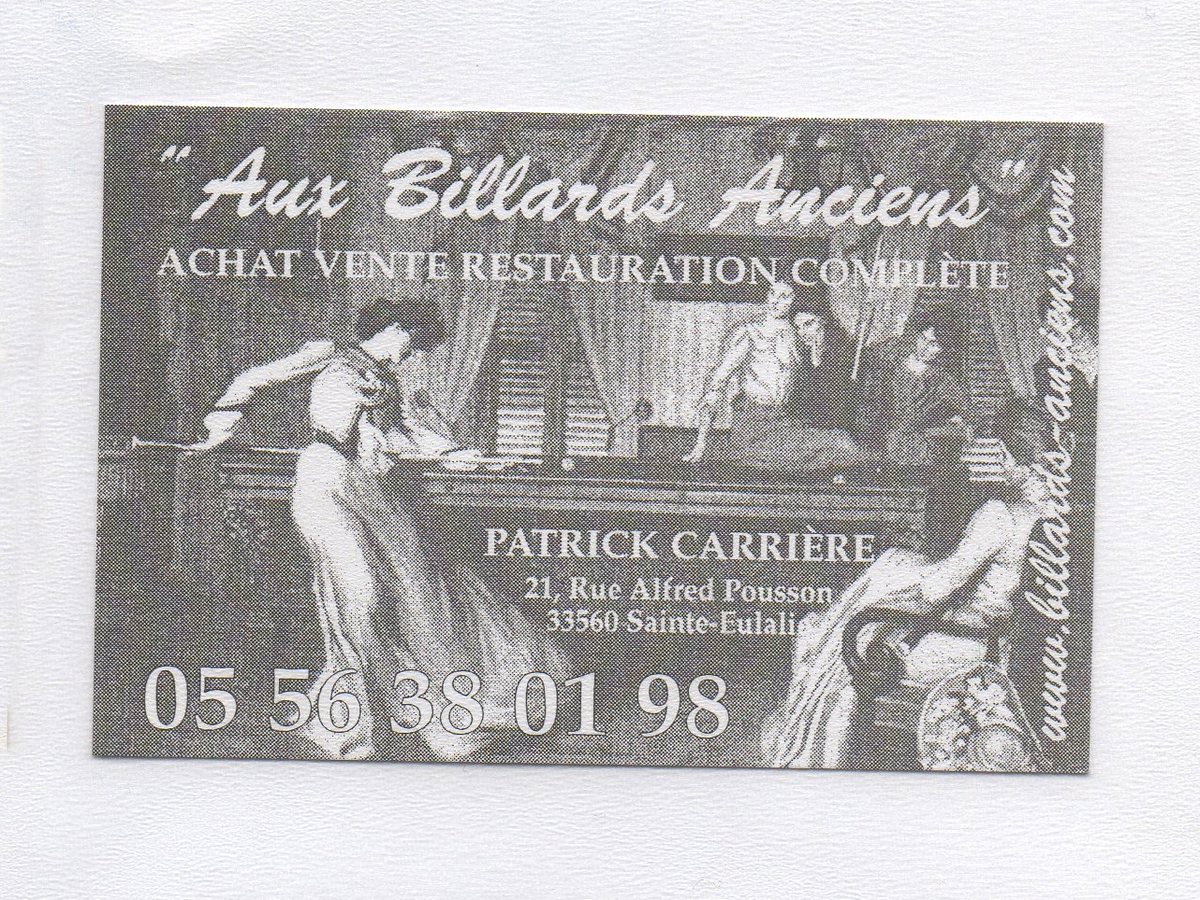 "Aux Billards Anciens"
ACHAT VENTE RESTAURATION COMPLÈTE
PATRICK CARRIÈRE
21, Rue Alfred Pousson
33560 Sainte-Eulalie
05 56 38 01 98
www.billards-anciens.com